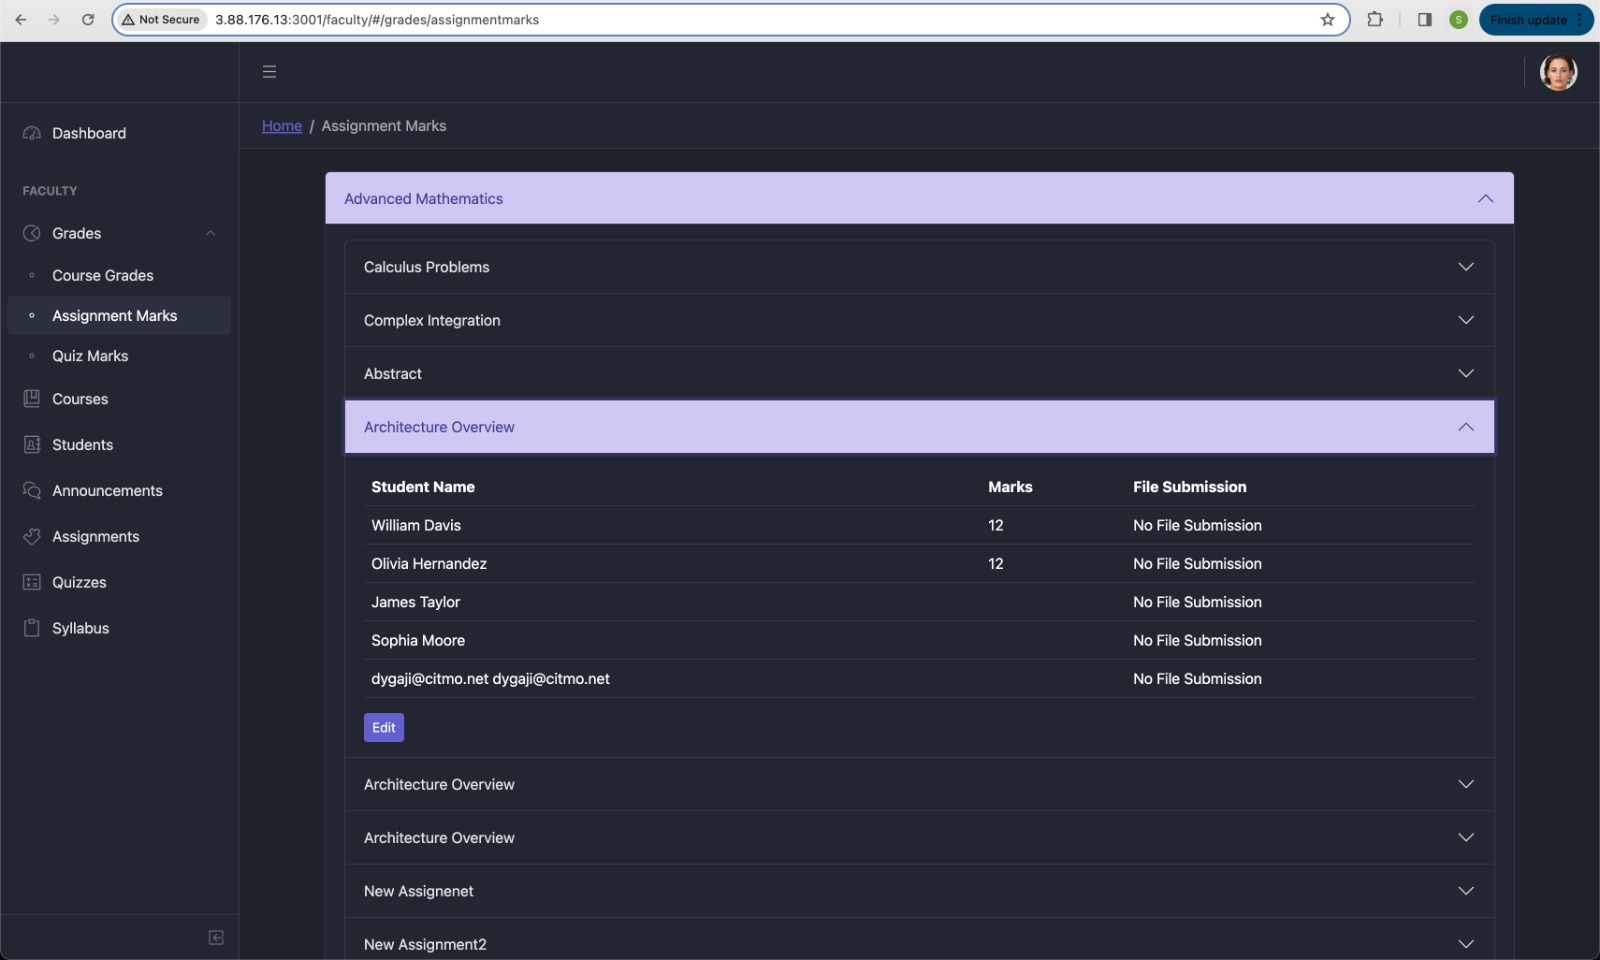 Not Secure 3.88.176.13:3001/faculty/#/grades/assignmentmarks S Finish update
Home / Assignment Marks
Dashboard
FACULTY
Grades
Course Grades
Assignment Marks
Quiz Marks
Courses
Students
Announcements
Assignments
Quizzes
Syllabus
Advanced Mathematics
Calculus Problems
Complex Integration
Abstract
Architecture Overview
Student Name Marks File Submission
William Davis 12 No File Submission
Olivia Hernandez 12 No File Submission
James Taylor No File Submission
Sophia Moore No File Submission
dygaji@citmo.net dygaji@citmo.net No File Submission
Edit
Architecture Overview
Architecture Overview
New Assignenet
New Assignment2